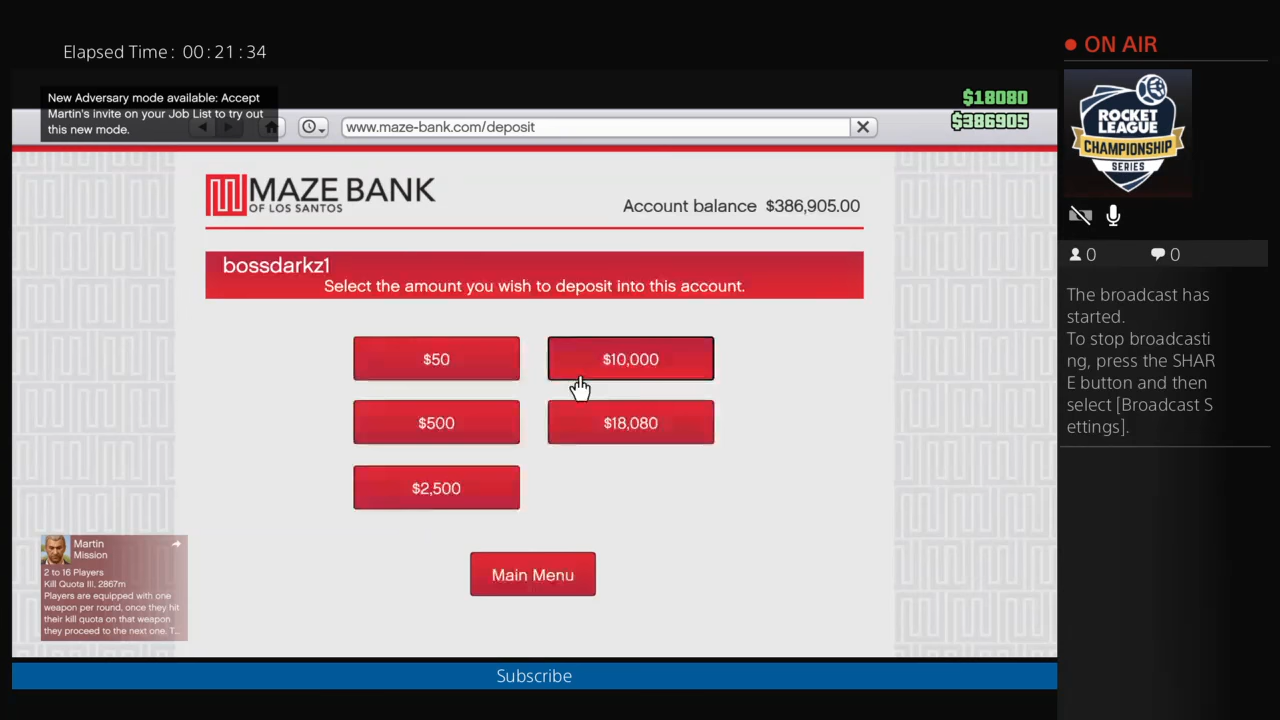 Elapsed Time: 00:21:34
ON AIR
New Adversary mode available: Accept
Martin's invite on your Job List to try out
this new mode.
www.maze-bank.com/deposit
$18080
$386905
ROCKET
LEAGUE
CHAMPIONSHIP
SERIES
MAZE BANK
OF LOS SANTOS
Account balance $386,905.00
0 0
bossdarkz1
Select the amount you wish to deposit into this account.
The broadcast has
started.
To stop broadcasti
ng, press the SHAR
E button and then
select [Broadcast S
ettings].
$50
$10,000
$500
$18,080
$2,500
Main Menu
Martin
Mission
2 to 16 Players
Kill Quota III, 2867m
Players are equipped with one
weapon per round, once they hit
their kill quota on that weapon
they proceed to the next one. T...
Subscribe